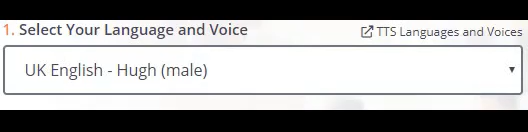 1. Select Your Language and Voice TTS Languages and Voices
UK English - Hugh (male)